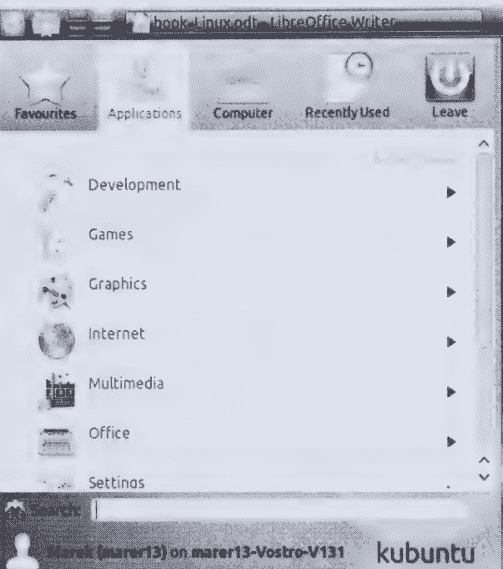 book-Linux.odt - LibreOffice Writer
Favourites Applications Computer Recently Used Leave
Development
Games
Graphics
Internet
Multimedia
Office
Settings
Search:
Marek (marer13) on marer13-Vostro-V131 kubuntu